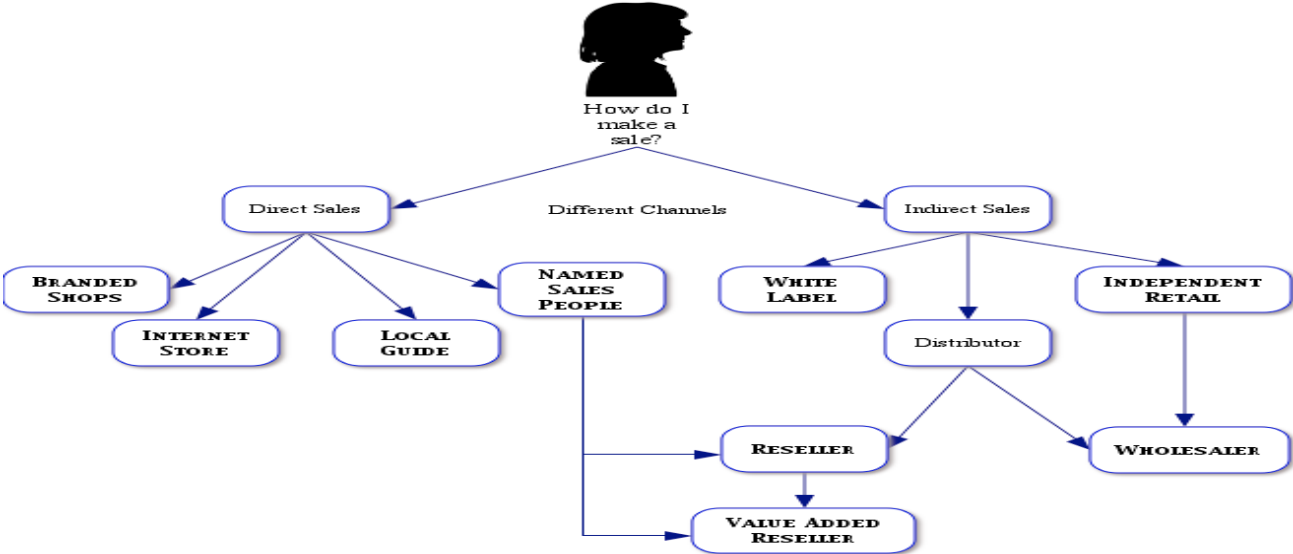 How do I
make a
sale?
Direct Sales
Different Channels
Indirect Sales
BRANDED
SHOPS
NAMED
SALES
PEOPLE
WHITE
LABEL
INDEPENDENT
RETAIL
INTERNET
STORE
LOCAL
GUIDE
Distributor
RESELLER
WHOLESALER
VALUE ADDED
RESELLER